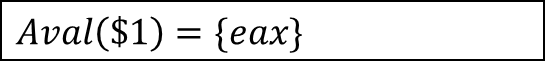 Aval($1) = {eax}